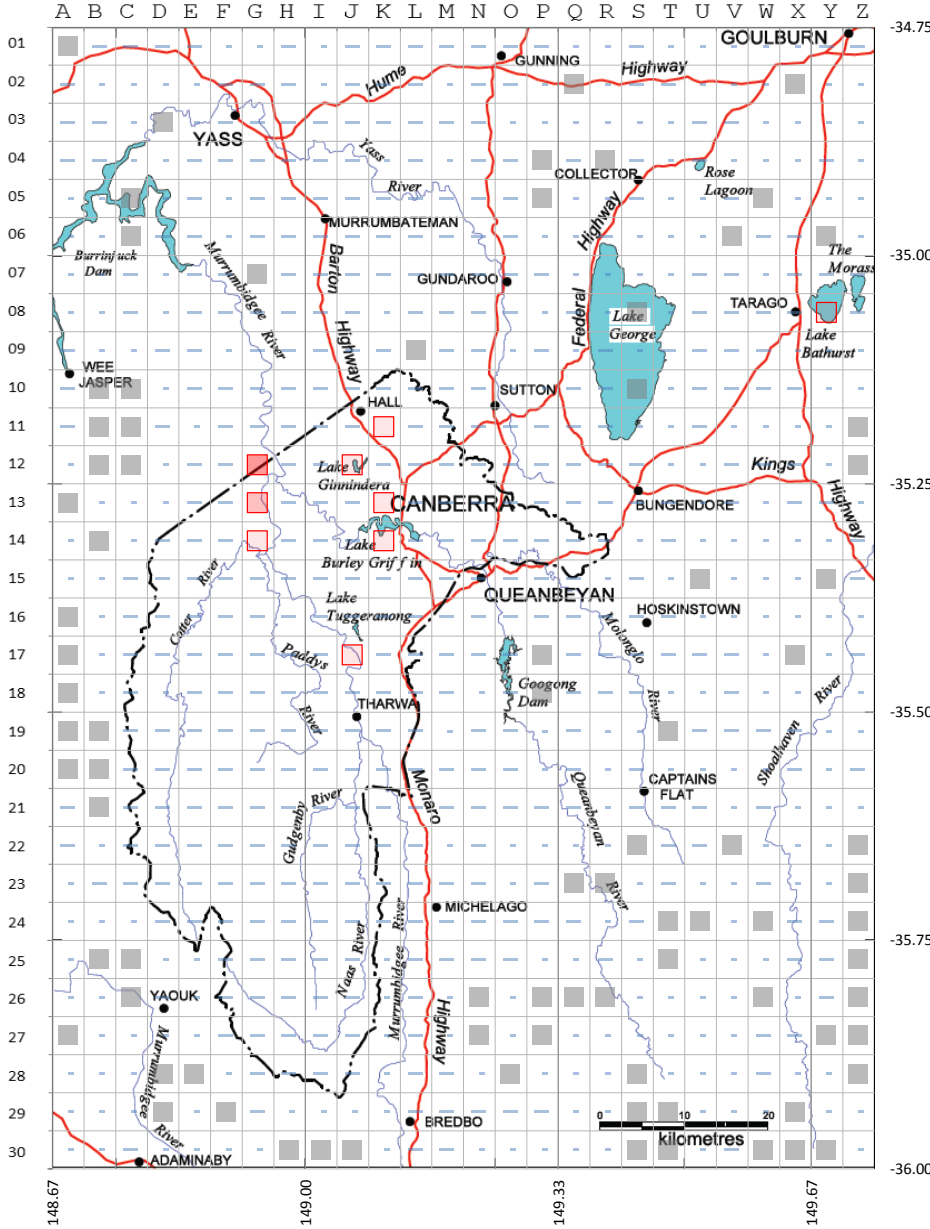 A B C D E F G H I J K L M N O P Q R S T U V W X Y Z
-34.75
01
GOULBURN
GUNNING
Hume
Highway
02
03
YASS
Yass
River
04
COLLECTOR
Rose
Lagoon
05
MURRUMBATEMAN
Highway
06
Burrinjuck
Dam
Murrumbidgee
River
Barton
Highway
-35.00
The
Morass
07
GUNDAROO
Federal
TARAGO
08
Lake
George
Lake
Bathurst
09
WEE
JASPER
10
SUTTON
HALL
11
12
Lake
Ginnindera
Kings
Highway
-35.25
13
CANBERRA
BUNGENDORE
14
Lake
Burley Griffin
15
QUEANBEYAN
Cotter
River
Lake
Tuggeranong
HOSKINSTOWN
16
Molonglo
River
17
Paddys
River
18
Googong
Dam
THARWA
River
-35.50
19
Shoalhaven
20
Monaro
Queanbeyan
River
CAPTAINS
FLAT
21
Gudgenby
River
22
23
MICHELAGO
24
Naas
River
Murrumbidgee
River
-35.75
25
26
YAOUK
Highway
27
Murrumbidgee
River
28
29
BREDBO
0 10 20
kilometres
30
ADAMINABY
-36.00
148.67
149.00
149.33
149.67